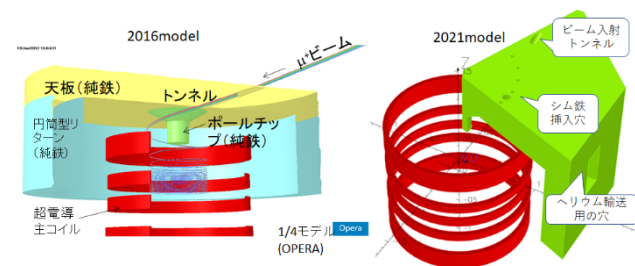 2016model
2021model
μ+ビーム
天板(純鉄)
トンネル
円筒型リ
ターン
(純鉄)
ポールチッ
プ(純鉄)
超電導
主コイル
1/4モデル
(OPERA)
Opera
ビーム入射
トンネル
シム鉄
挿入穴
ヘリウム輸送
用の穴